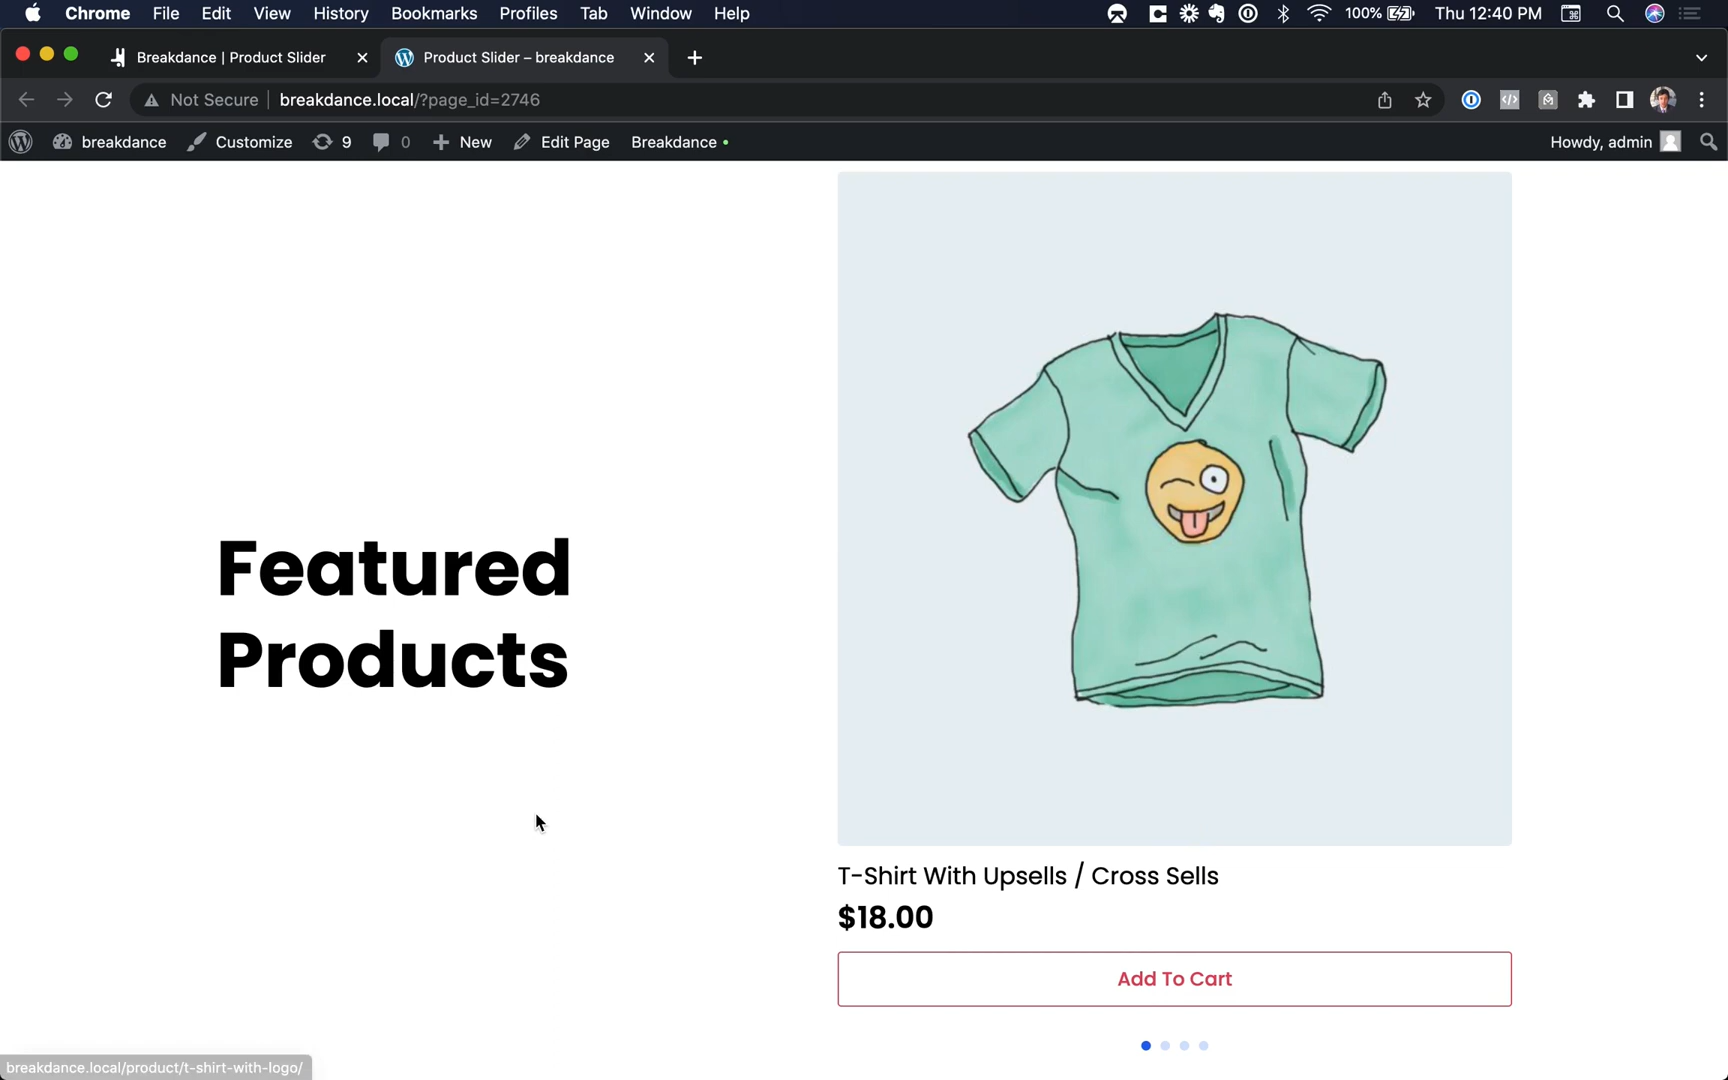 Chrome File Edit View History Bookmarks Profiles Tab Window Help 100% Thu 12:40 PM
Breakdance | Product Slider Product Slider – breakdance
Not Secure breakdance.local/?page_id=2746
breakdance Customize 9 0 New Edit Page Breakdance Howdy, admin
Featured
Products
T-Shirt With Upsells / Cross Sells
$18.00
Add To Cart
breakdance.local/product/t-shirt-with-logo/